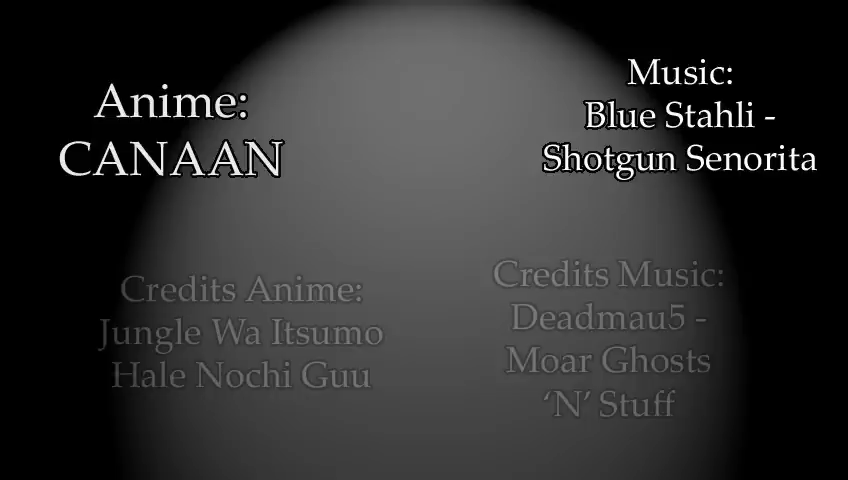 Anime:
CANAAN
Music:
Blue Stahli -
Shotgun Senorita
Credits Anime:
Jungle Wa Itsumo
Hale Nochi Guu
Credits Music:
Deadmau5 -
Moar Ghosts
‘N’ Stuff